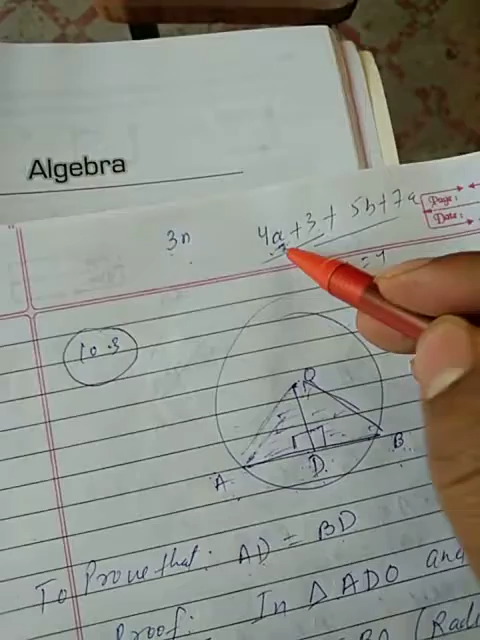 Algebra
3n
4a + 3 + 5b + 7a
Page:
Date:
10.3
A
D
B
To Prove that: AD = BD
Proof: In Δ ADO and
(Radi